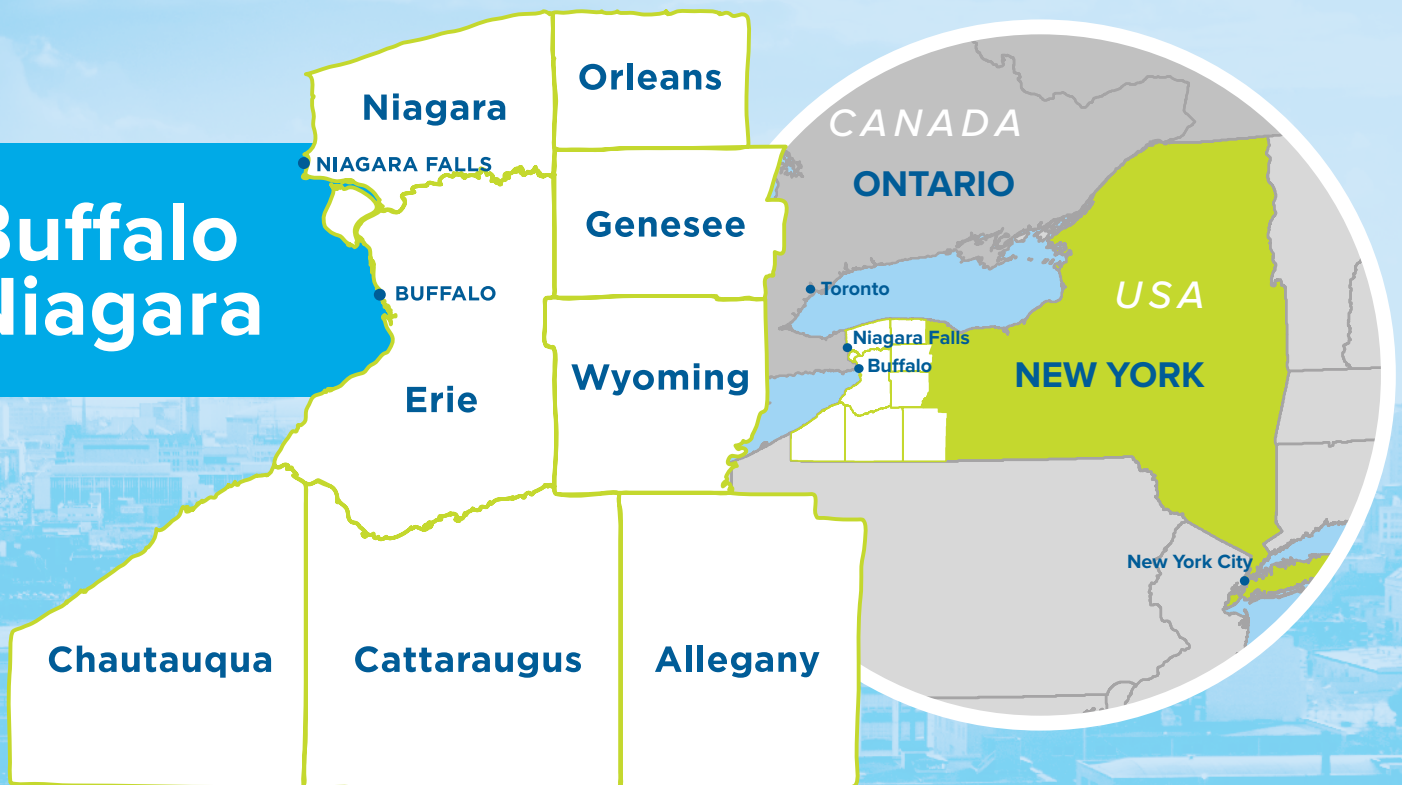 Buffalo
Niagara
Niagara
Orleans
NIAGARA FALLS
Genesee
BUFFALO
Erie
Wyoming
Chautauqua
Cattaraugus
Allegany
CANADA
ONTARIO
Toronto
USA
Niagara Falls
Buffalo
NEW YORK
New York City